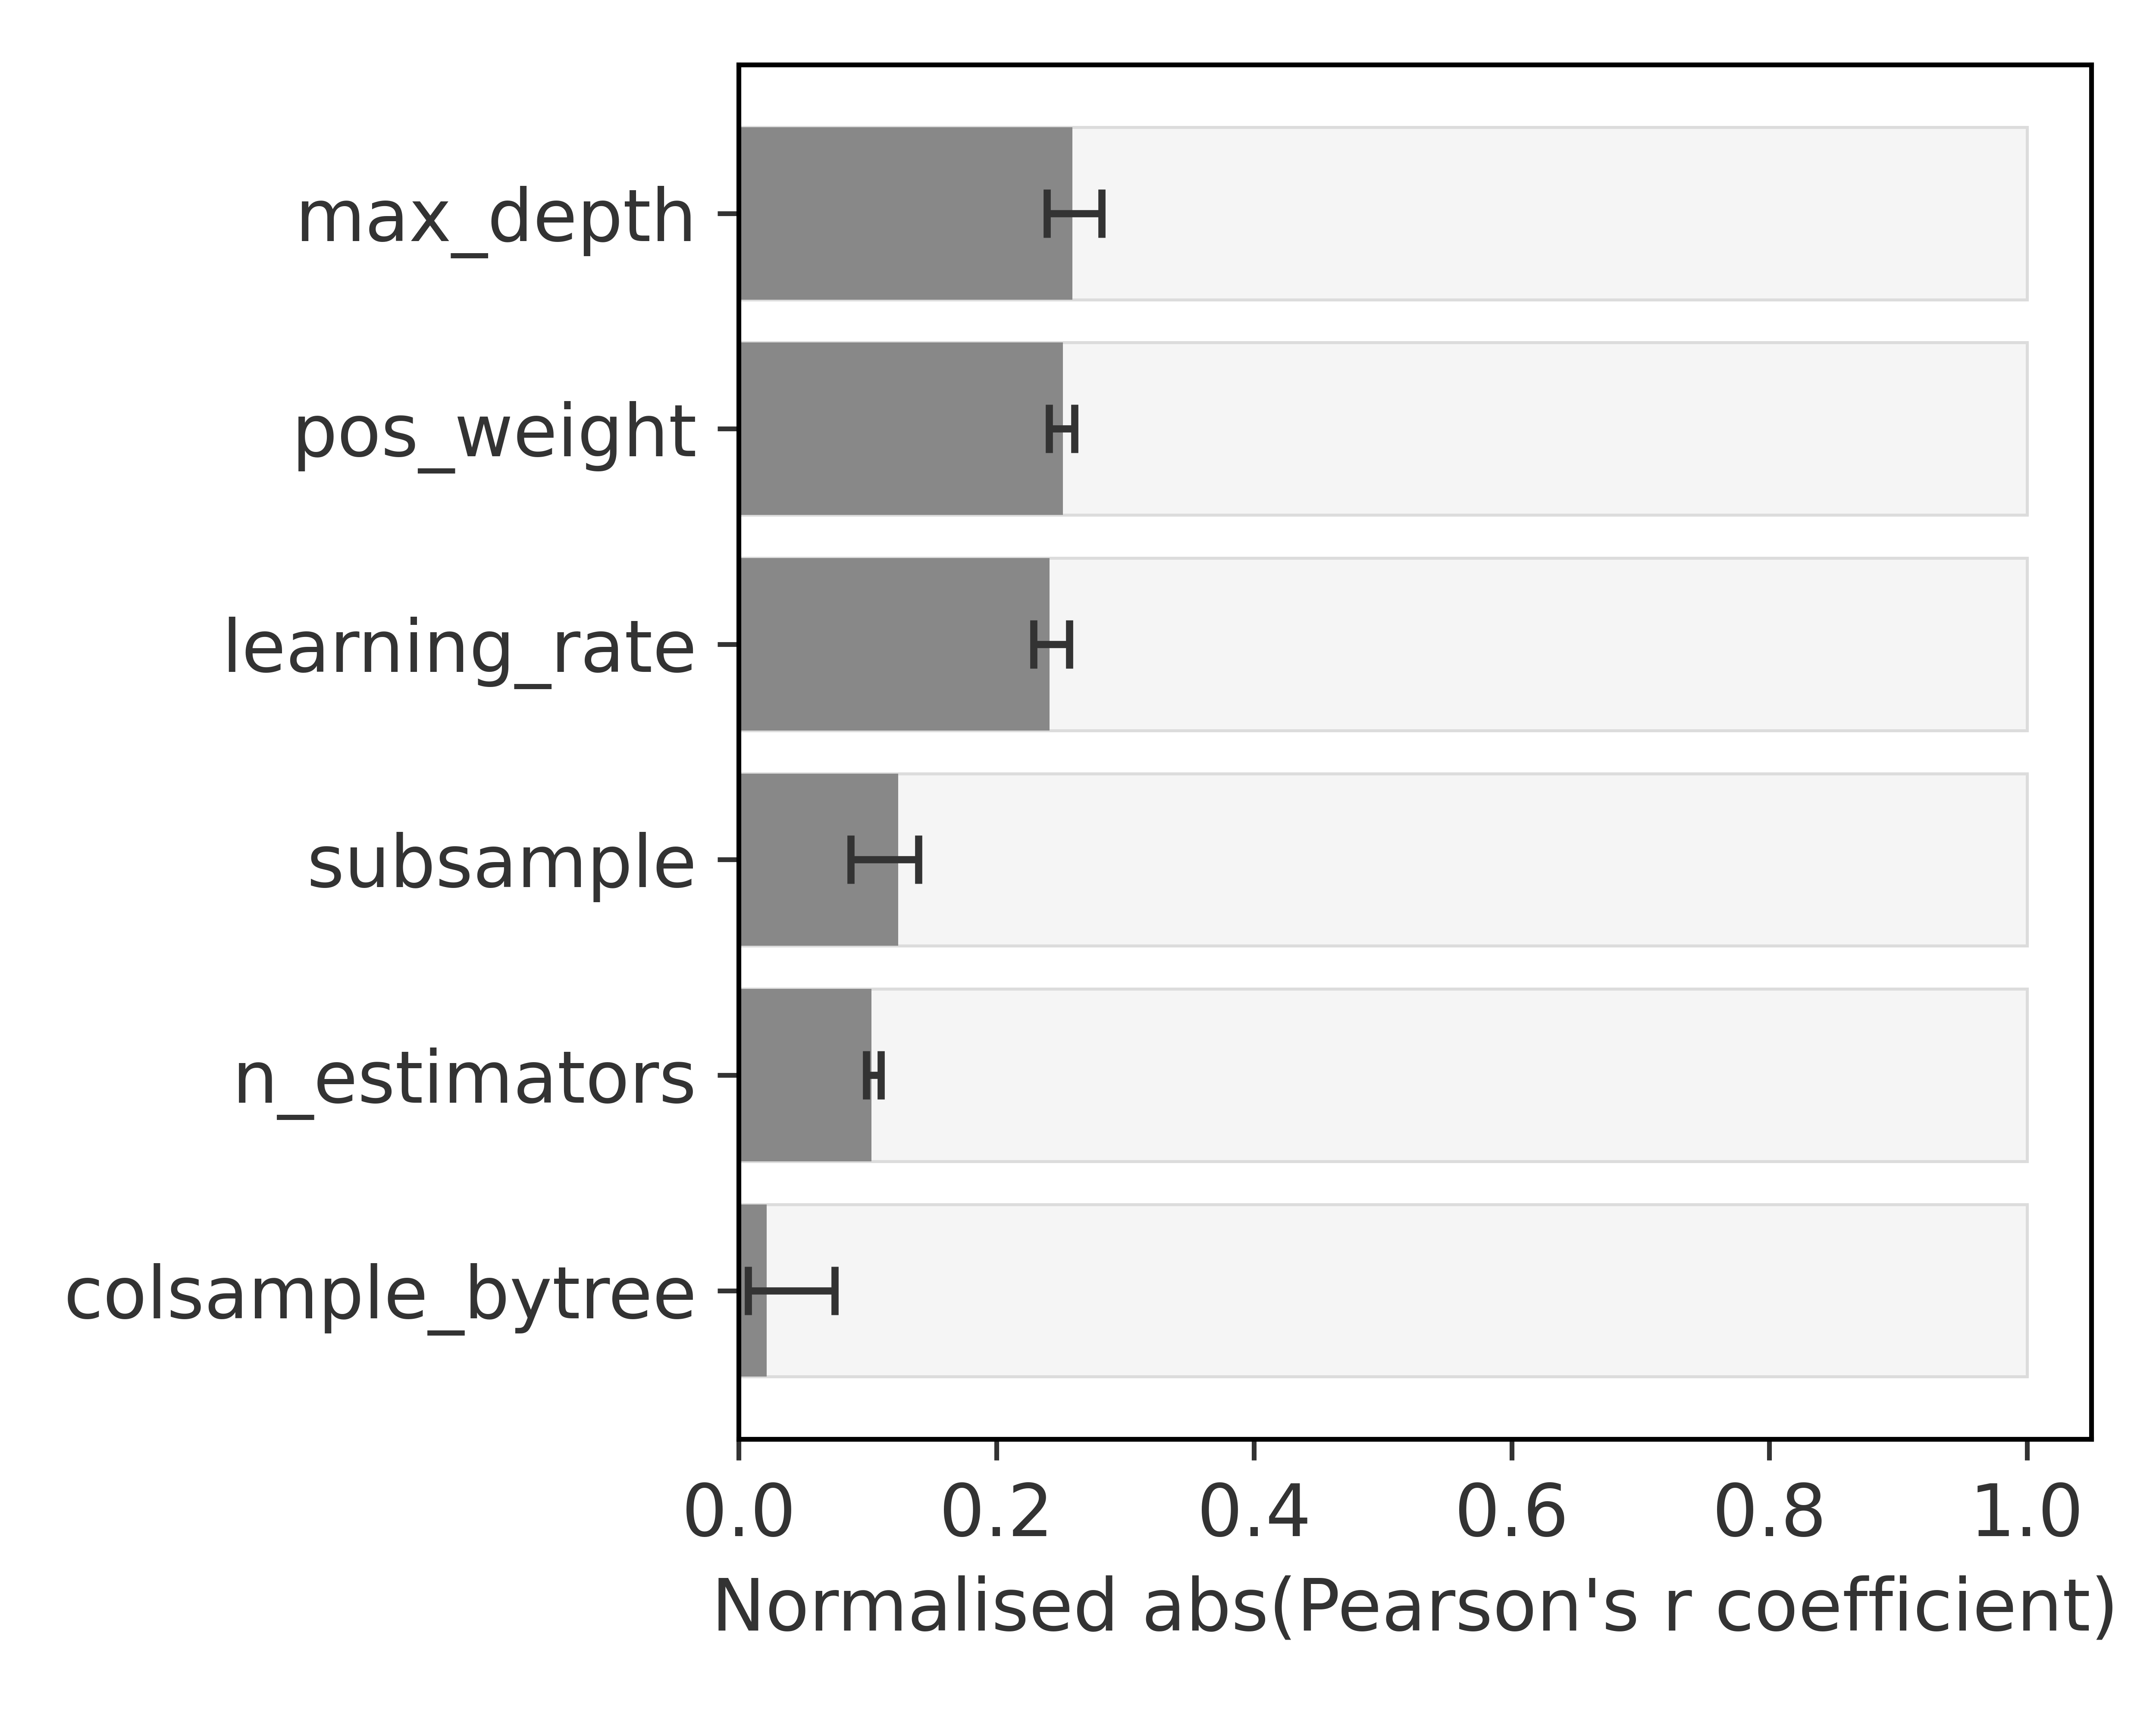 max_depth
pos_weight
learning_rate
subsample
n_estimators
colsample_bytree
0.0 0.2 0.4 0.6 0.8 1.0
Normalised abs(Pearson's r coefficient)